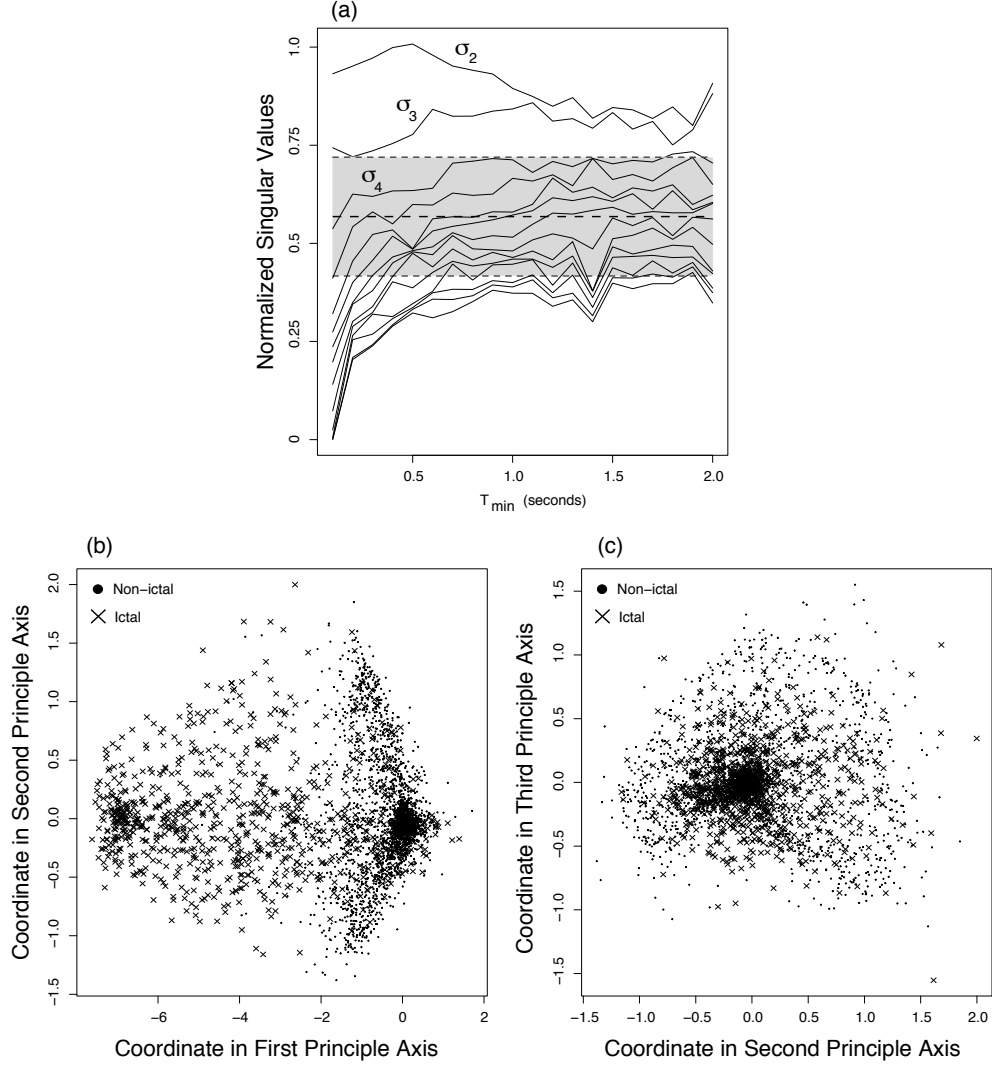 (a)
Normalized Singular Values
1.0
0.75
0.5
0.25
0
σ2
σ3
σ4
0.5
1.0
1.5
2.0
Tmin (seconds)
(b)
Coordinate in Second Principle Axis
2.0
1.5
1.0
0.5
0.0
−0.5
−1.0
−1.5
Non−ictal
Ictal
−6
−4
−2
0
2
Coordinate in First Principle Axis
(c)
Coordinate in Third Principle Axis
1.5
1.0
0.5
0.0
−0.5
−1.0
−1.5
Non−ictal
Ictal
−1.5
−1.0
−0.5
0.0
0.5
1.0
1.5
2.0
Coordinate in Second Principle Axis